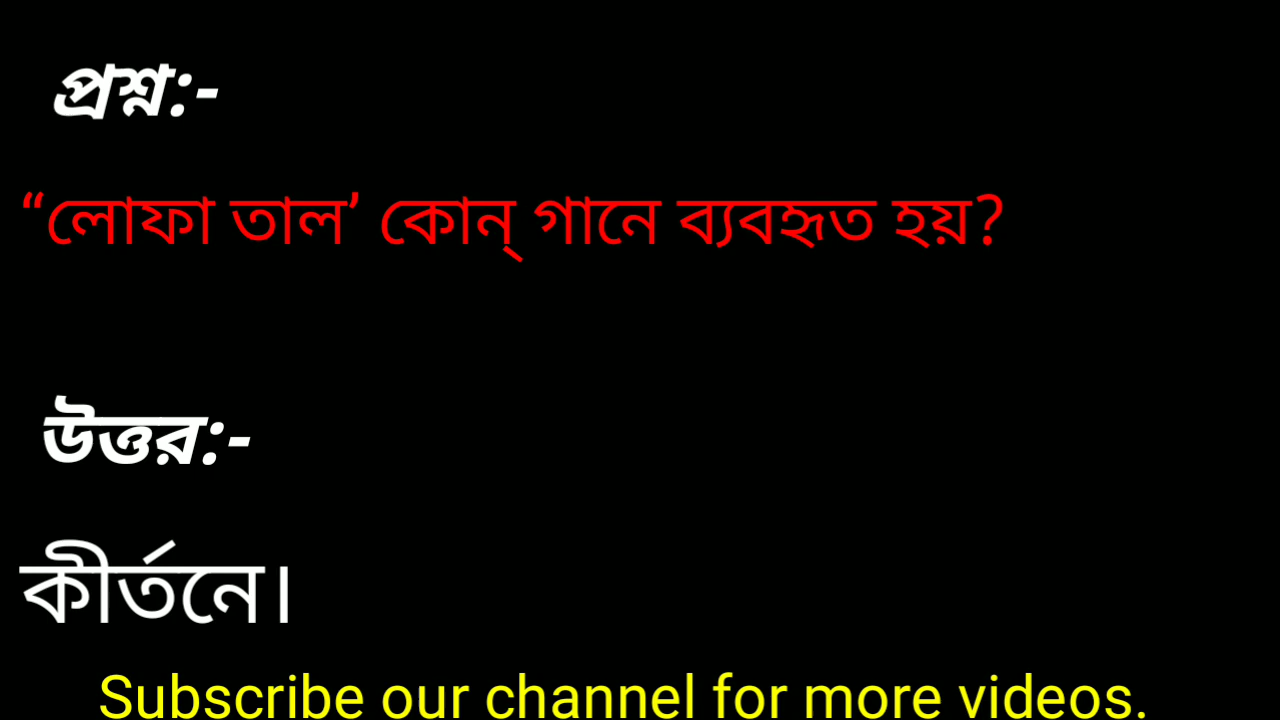 প্রশ্ন:-
“লোফা তাল’ কোন্ গানে ব্যবহৃত হয়?
উত্তর:-
কীর্তনে।
Subscribe our channel for more videos.